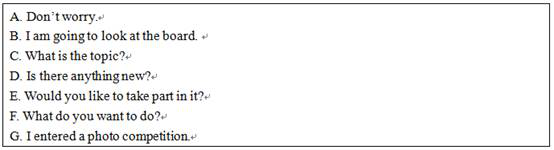 A. Don’t worry.
B. I am going to look at the board.
C. What is the topic?
D. Is there anything new?
E. Would you like to take part in it?
F. What do you want to do?
G. I entered a photo competition.